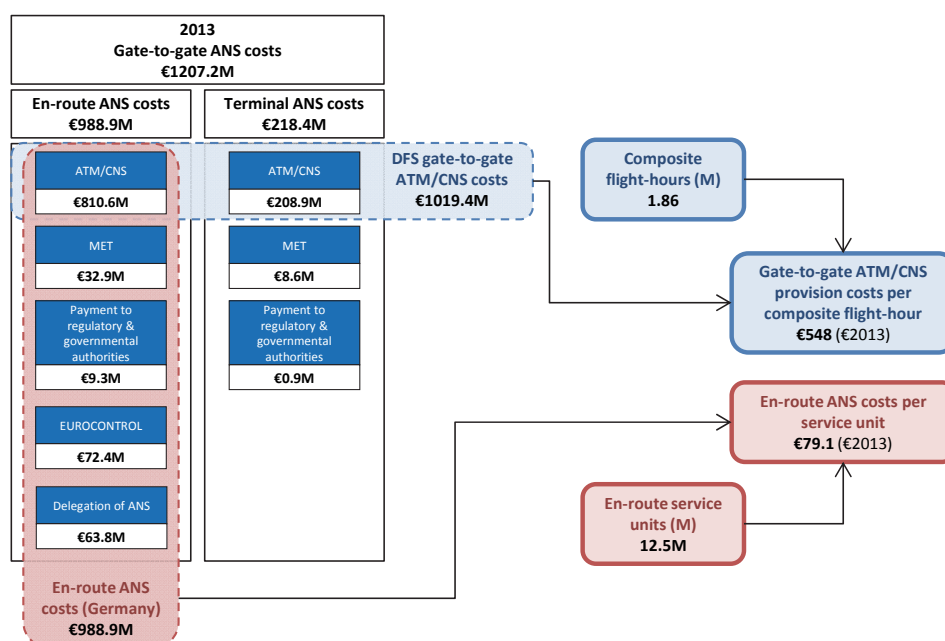 2013
Gate-to-gate ANS costs
€1207.2M
En-route ANS costs
€988.9M
Terminal ANS costs
€218.4M
ATM/CNS
€810.6M
ATM/CNS
€208.9M
DFS gate-to-gate
ATM/CNS costs
€1019.4M
MET
€32.9M
MET
€8.6M
Payment to
regulatory &
governmental
authorities
€9.3M
Payment to
regulatory &
governmental
authorities
€0.9M
EUROCONTROL
€72.4M
Delegation of ANS
€63.8M
En-route ANS
costs (Germany)
€988.9M
Composite
flight-hours (M)
1.86
Gate-to-gate ATM/CNS
provision costs per
composite flight-hour
€548 (€2013)
En-route ANS costs per
service unit
€79.1 (€2013)
En-route service
units (M)
12.5M